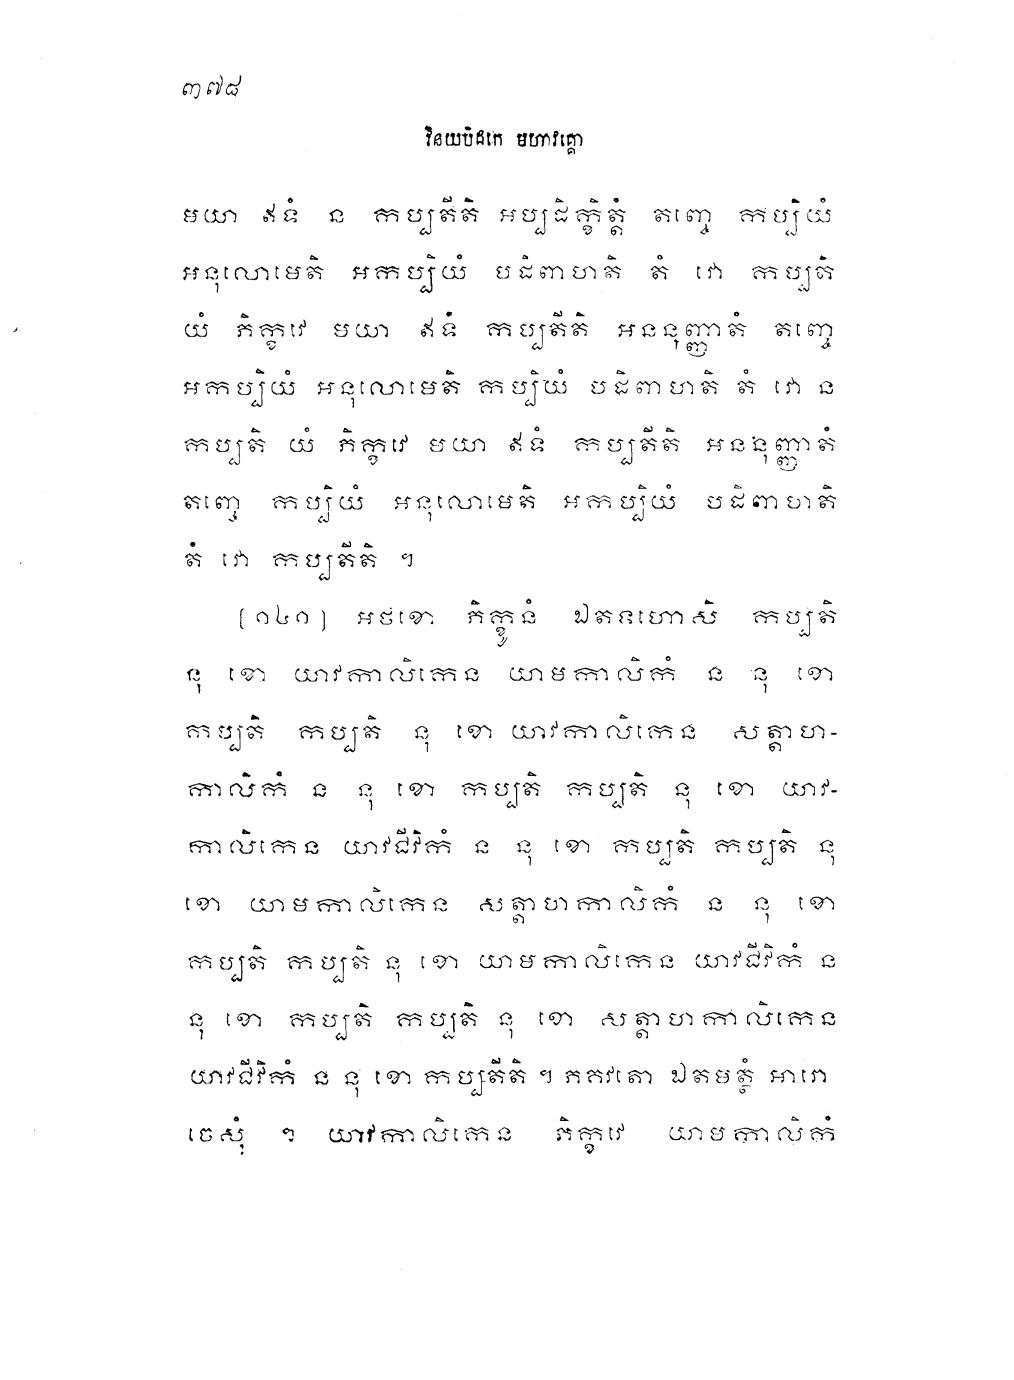 ៣៧៨
វិនយបិដកេ មហាវគ្គោ
មយា ឥទំ ន កប្បតីតិ អប្បដិក្ខិត្តំ តញ្ចេ កប្បិយំ
អនុលោមេតិ អកប្បិយំ បដិពាហតិ តំ វោ កប្បតិ
យំ ភិក្ខវេ មយា ឥទំ កប្បតីតិ អននុញ្ញាតំ តញ្ចេ
អកប្បិយំ អនុលោមេតិ កប្បិយំ បដិពាហតិ តំ វោ ន
កប្បតិ យំ ភិក្ខវេ មយា ឥទំ កប្បតីតិ អននុញ្ញាតំ
តញ្ចេ កប្បិយំ អនុលោមេតិ អកប្បិយំ បដិពាហតិ
តំ វោ កប្បតីតិ ។
[១៤១] អថខោ ភិក្ខូនំ ឯតទហោសិ កប្បតិ
នុ ខោ យាវកាលិកេន យាមកាលិកំ ន នុ ខោ
កប្បតិ កប្បតិ នុ ខោ យាវកាលិកេន សត្តាហ-
កាលិកំ ន នុ ខោ កប្បតិ កប្បតិ នុ ខោ យាវ-
កាលិកេន យាវជីវិកំ ន នុ ខោ កប្បតិ កប្បតិ នុ
ខោ យាមកាលិកេន សត្តាហកាលិកំ ន នុ ខោ
កប្បតិ កប្បតិ នុ ខោ យាមកាលិកេន យាវជីវិកំ ន
នុ ខោ កប្បតិ កប្បតិ នុ ខោ សត្តាហកាលិកេន
យាវជីវិកំ ន នុ ខោ កប្បតីតិ ។ ភគវតោ ឯតមត្ថំ អារោ
ចេសុំ ។ យាវកាលិកេន ភិក្ខវេ យាមកាលិកំ